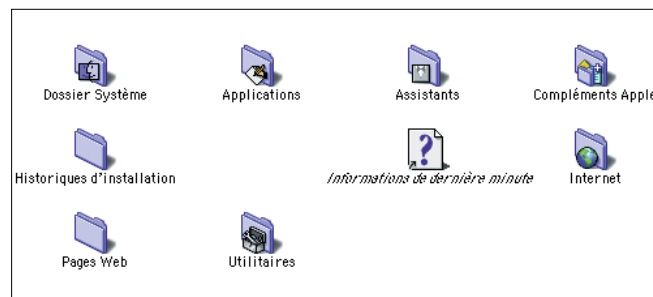 Dossier Système
Applications
Assistants
Compléments Apple
Historiques d'installation
Informations de dernière minute
Internet
Pages Web
Utilitaires